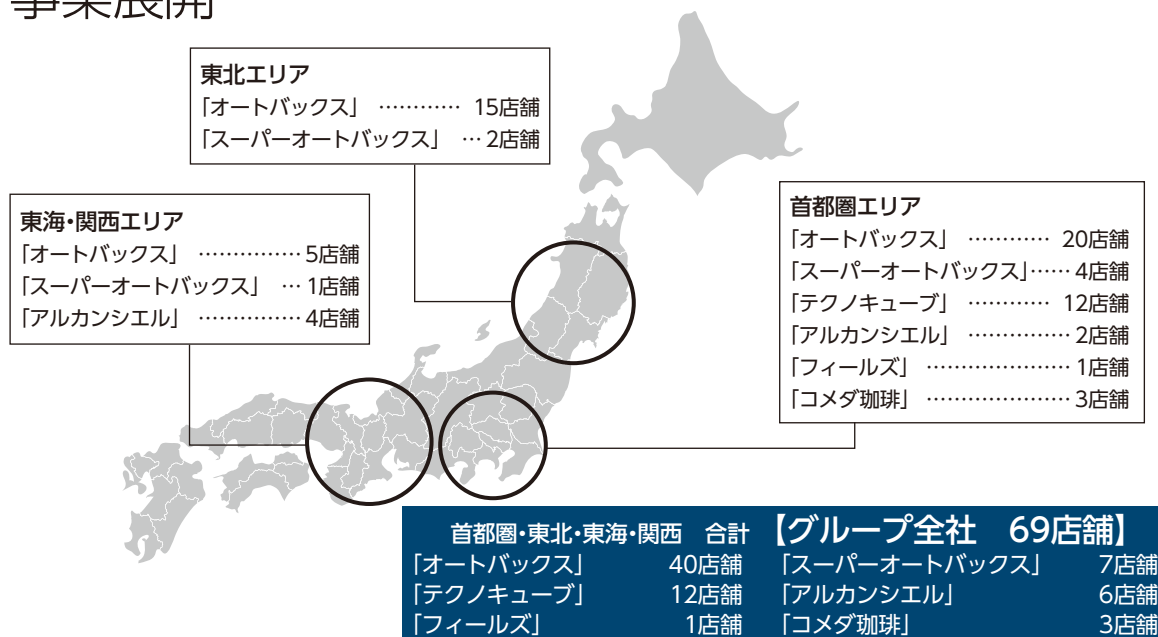 事業展開
東北エリア
「オートバックス」 ………… 15店舗
「スーパーオートバックス」 … 2店舗
東海・関西エリア
「オートバックス」 …………… 5店舗
「スーパーオートバックス」 … 1店舗
「アルカンシエル」 …………… 4店舗
首都圏エリア
「オートバックス」 ………… 20店舗
「スーパーオートバックス」…… 4店舗
「テクノキューブ」 ………… 12店舗
「アルカンシエル」 …………… 2店舗
「フィールズ」 ………………… 1店舗
「コメダ珈琲」 ………………… 3店舗
首都圏・東北・東海・関西 合計 【グループ全社 69店舗】
「オートバックス」 40店舗 「スーパーオートバックス」 7店舗
「テクノキューブ」 12店舗 「アルカンシエル」 6店舗
「フィールズ」 1店舗 「コメダ珈琲」 3店舗